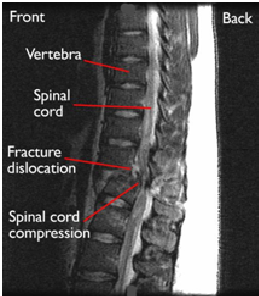 Front
Back
Vertebra
Spinal
cord
Fracture
dislocation
Spinal cord
compression